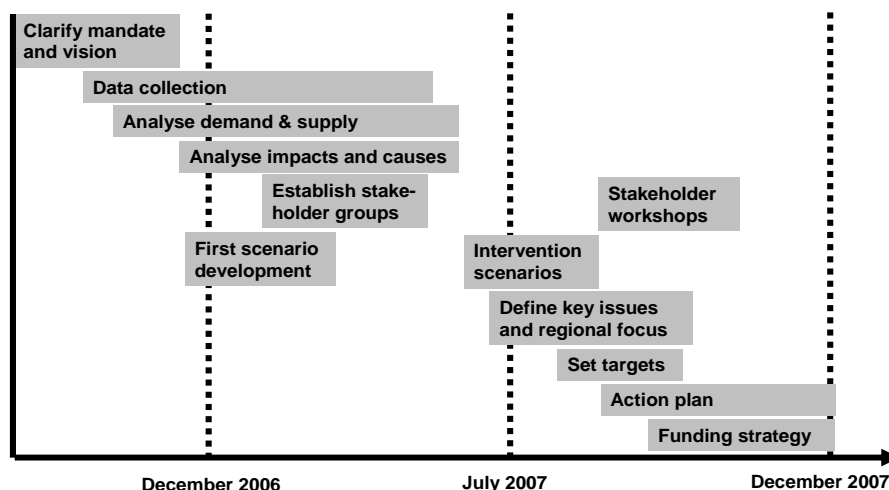 Clarify mandate
and vision
Data collection
Analyse demand & supply
Analyse impacts and causes
Establish stake-
holder groups
Stakeholder
workshops
First scenario
development
Intervention
scenarios
Define key issues
and regional focus
Set targets
Action plan
Funding strategy
December 2006
July 2007
December 2007